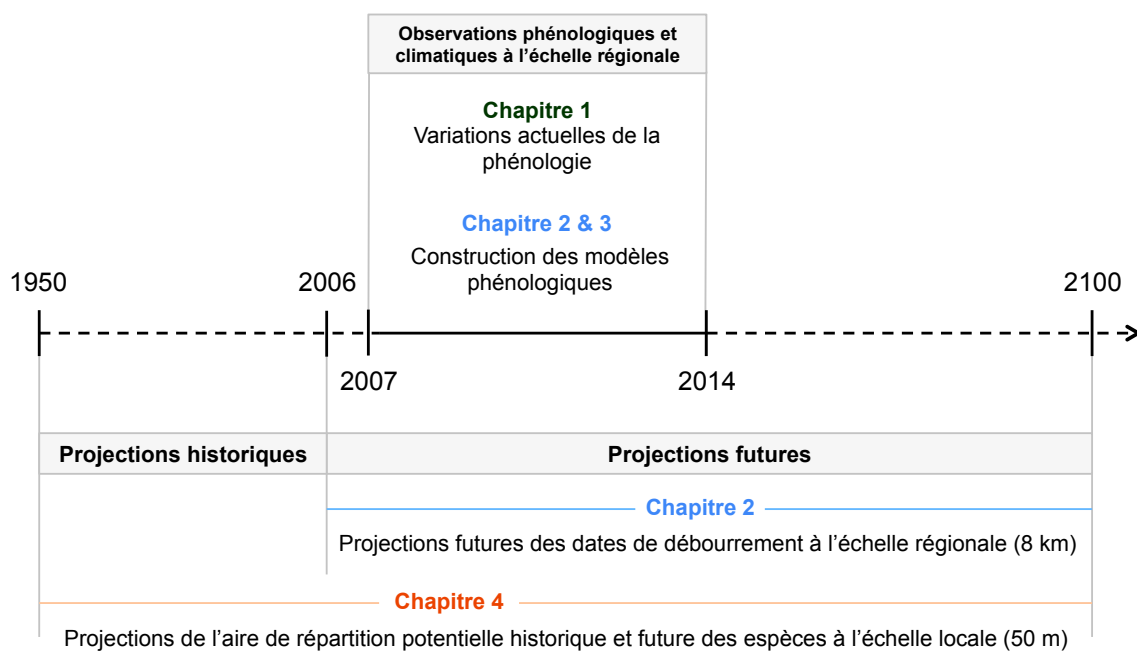 Observations phénologiques et
climatiques à l’échelle régionale
Chapitre 1
Variations actuelles de la
phénologie
Chapitre 2 & 3
Construction des modèles
phénologiques
1950
2006
2100
2007
2014
Projections historiques
Projections futures
Chapitre 2
Projections futures des dates de débourrement à l’échelle régionale (8 km)
Chapitre 4
Projections de l’aire de répartition potentielle historique et future des espèces à l’échelle locale (50 m)